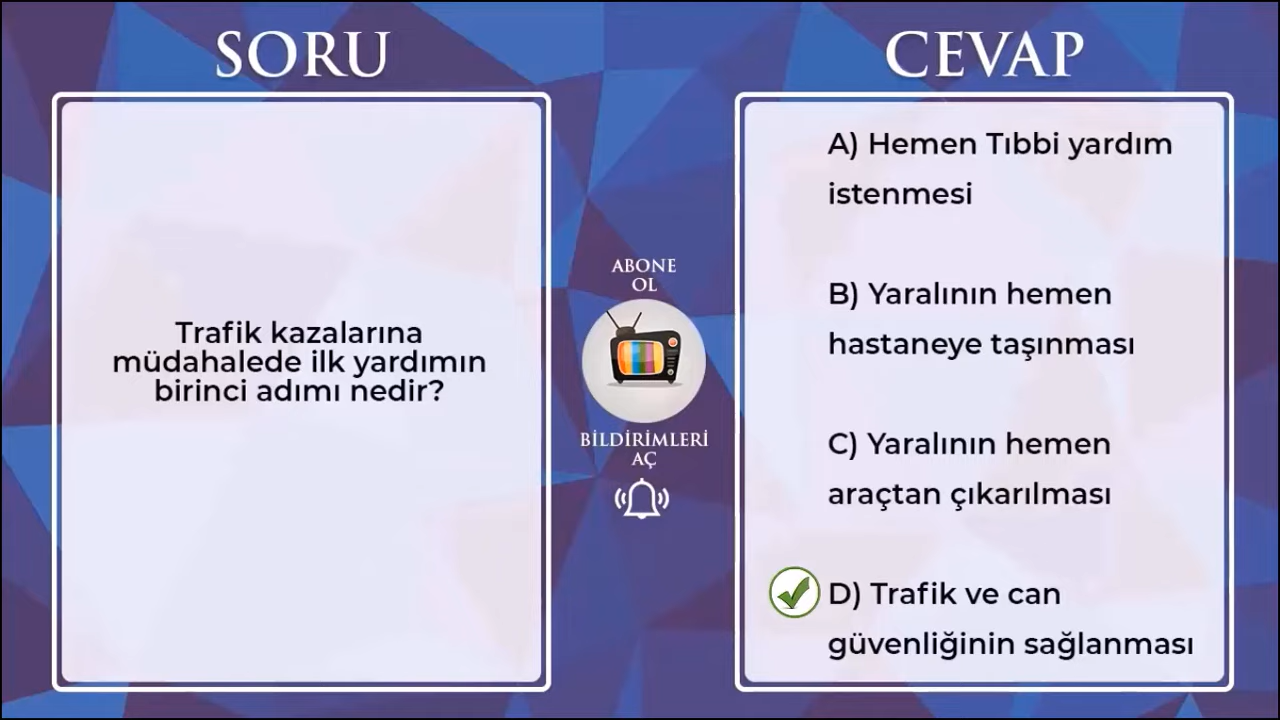 SORU
Trafik kazalarına
müdahalede ilk yardımın
birinci adımı nedir?
ABONE
OL
BİLDİRİMLERİ
AÇ
CEVAP
A) Hemen Tıbbi yardım
istenmesi
B) Yaralının hemen
hastaneye taşınması
C) Yaralının hemen
araçtan çıkarılması
D) Trafik ve can
güvenliğinin sağlanması